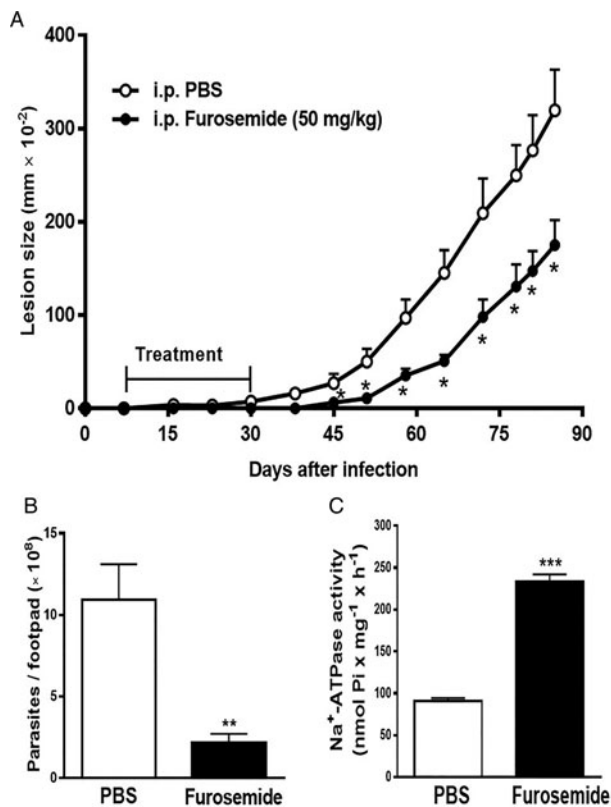 A
400
300
200
100
0
Lesion size (mm × 10-2)
i.p. PBS
i.p. Furosemide (50 mg/kg)
Treatment
*
*
*
*
*
*
*
*
0 15 30 45 60 75 90
Days after infection
B
15
10
5
0
Parasites / footpad (× 108)
**
PBS Furosemide
C
300
250
200
150
100
50
0
Na+-ATPase activity
(nmol Pi x mg-1 x h-1)
***
PBS Furosemide